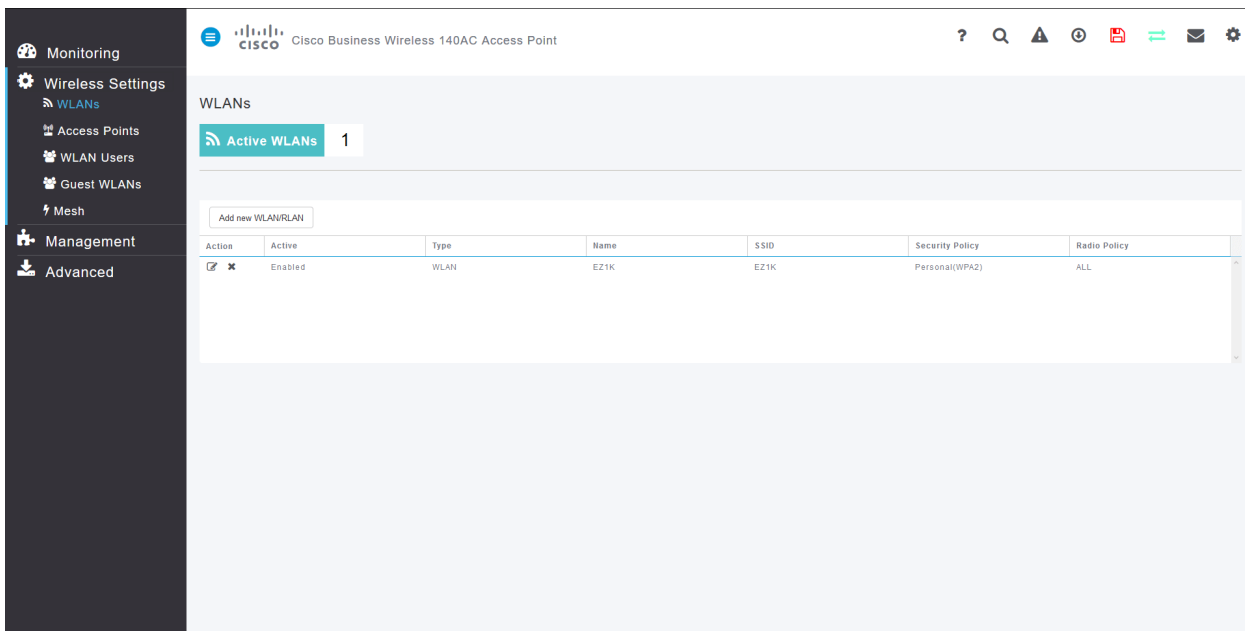 Monitoring
Wireless Settings
WLANs
Access Points
WLAN Users
Guest WLANs
Mesh
Management
Advanced
CISCO Cisco Business Wireless 140AC Access Point ?
WLANs
Active WLANs 1
Add new WLAN/RLAN
Action Active Type Name SSID Security Policy Radio Policy
Enabled WLAN EZ1K EZ1K Personal(WPA2) ALL